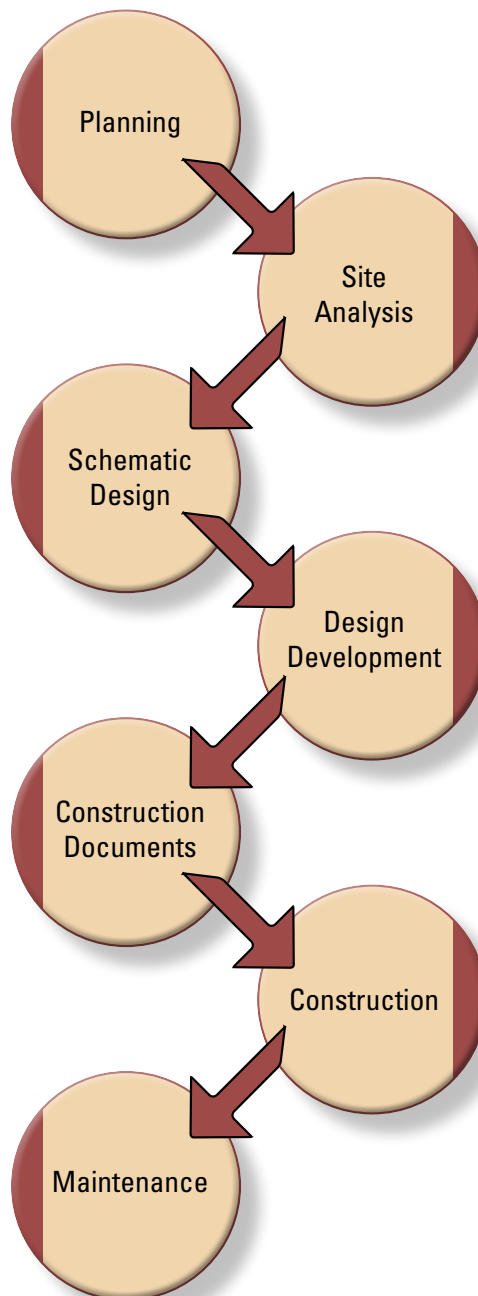 Planning
Site
Analysis
Schematic
Design
Design
Development
Construction
Documents
Construction
Maintenance